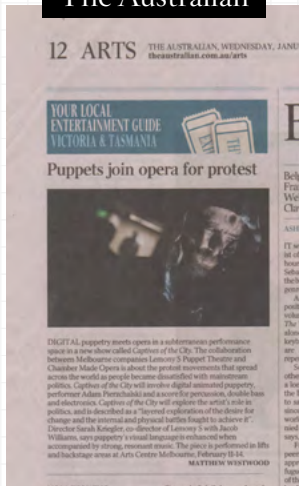 The Australian
12 ARTS
THE AUSTRALIAN, WEDNESDAY, JANU
theaustralian.com.au/arts
YOUR LOCAL
ENTERTAINMENT GUIDE
VICTORIA & TASMANIA
Puppets join opera for protest
DIGITAL puppetry meets opera in a subterranean performance
space in a new show called Captives of the City. The collaboration
between Melbourne companies Lemony S Puppet Theatre and
Chamber Made Opera is about the protest movements that spread
across the world as people became dissatisfied with mainstream
politics. Captives of the City will involve digital animated puppetry,
performer Adam Pierzchalski and a score for percussion, double bass
and electronics. Captives of the City will explore the artist's role in
politics, and is described as a "layered exploration of the desire for
change and the internal and physical battles fought to achieve it".
Director Sarah Kriegler, co-director of Lemony S with Jacob
Williams, says puppetry's visual language is enhanced when
accompanied by strong, resonant music. The piece is performed in lifts
and backstage areas at Arts Centre Melbourne, February 11-14.
MATTHEW WESTWOOD